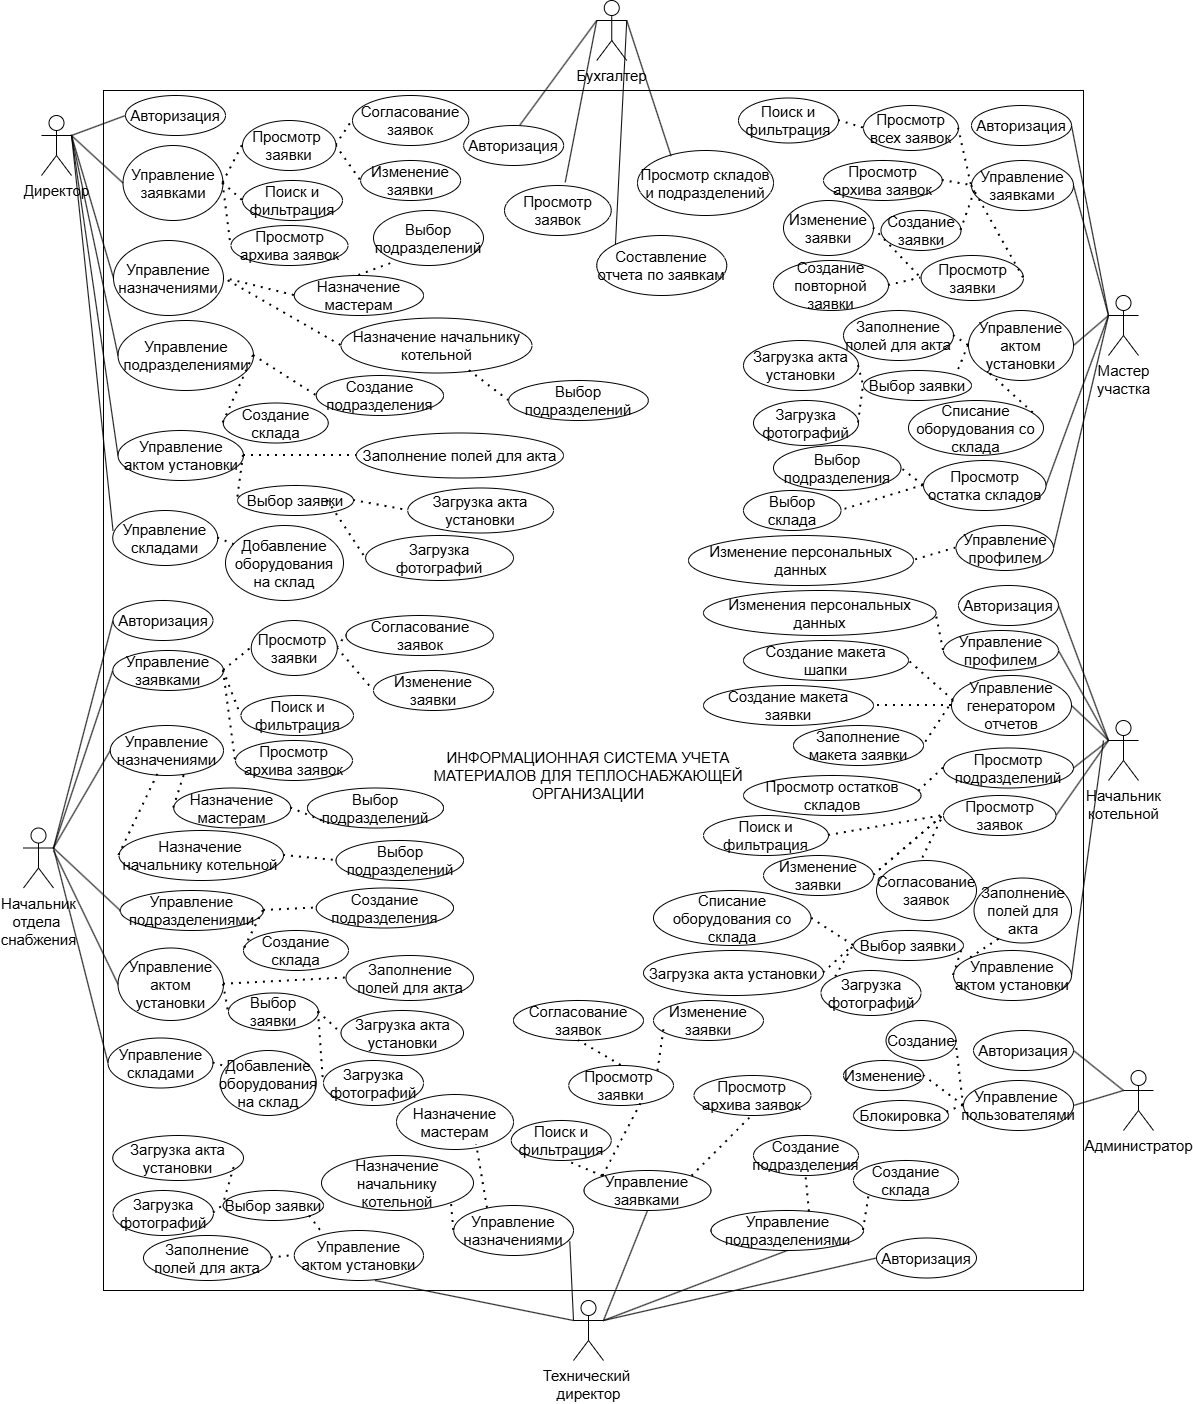 Бухгалтер
Директор
Авторизация
Управление
заявками
Просмотр
заявки
Согласование
заявок
Изменение
заявки
Поиск и
фильтрация
Просмотр
архива заявок
Управление
назначениями
Выбор
подразделений
Назначение
мастерам
Назначение начальнику
котельной
Выбор
подразделений
Управление
подразделениями
Создание
подразделения
Создание
склада
Управление
актом установки
Заполнение полей для акта
Выбор заявки
Загрузка акта
установки
Загрузка
фотографий
Управление
складами
Добавление
оборудования
на склад
Авторизация
Просмотр
заявок
Составление
отчета по заявкам
Просмотр складов
и подразделений
Поиск и
фильтрация
Просмотр
всех заявок
Авторизация
Просмотр
архива заявок
Управление
заявками
Изменение
заявки
Создание
заявки
Создание
повторной
заявки
Просмотр
заявки
Мастер
участка
Заполнение
полей для акта
Управление
актом
установки
Загрузка акта
установки
Выбор заявки
Загрузка
фотографий
Списание
оборудования со
склада
Выбор
подразделения
Просмотр
остатка складов
Выбор
склада
Изменение персональных
данных
Управление
профилем
Начальник
отдела
снабжения
Авторизация
Управление
заявками
Просмотр
заявки
Согласование
заявок
Изменение
заявки
Поиск и
фильтрация
Просмотр
архива заявок
Управление
назначениями
Назначение
мастерам
Выбор
подразделений
Назначение
начальнику котельной
Выбор
подразделений
Управление
подразделениями
Создание
подразделения
Создание
склада
Управление
актом
установки
Заполнение
полей для акта
Выбор
заявки
Загрузка акта
установки
Загрузка
фотографий
Управление
складами
Добавление
оборудования
на склад
ИНФОРМАЦИОННАЯ СИСТЕМА УЧЕТА
МАТЕРИАЛОВ ДЛЯ ТЕПЛОСНАБЖАЮЩЕЙ
ОРГАНИЗАЦИИ
Начальник
котельной
Изменения персональных
данных
Авторизация
Управление
профилем
Создание макета
шапки
Управление
генератором
отчетов
Создание макета
заявки
Заполнение
макета заявки
Просмотр
подразделений
Просмотр остатков
складов
Просмотр
заявок
Поиск и
фильтрация
Изменение
заявки
Согласование
заявок
Заполнение
полей для
акта
Списание
оборудования со
склада
Выбор заявки
Загрузка акта установки
Загрузка
фотографий
Управление
актом установки
Создание
Авторизация
Изменение
Управление
пользователями
Блокировка
Администратор
Согласование
заявок
Изменение
заявки
Просмотр
заявки
Просмотр
архива заявок
Назначение
мастерам
Поиск и
фильтрация
Управление
заявками
Создание
подразделения
Создание
склада
Управление
подразделениями
Загрузка акта
установки
Назначение
начальнику
котельной
Загрузка
фотографий
Выбор заявки
Управление
назначениями
Заполнение
полей для акта
Управление
актом установки
Авторизация
Технический
директор